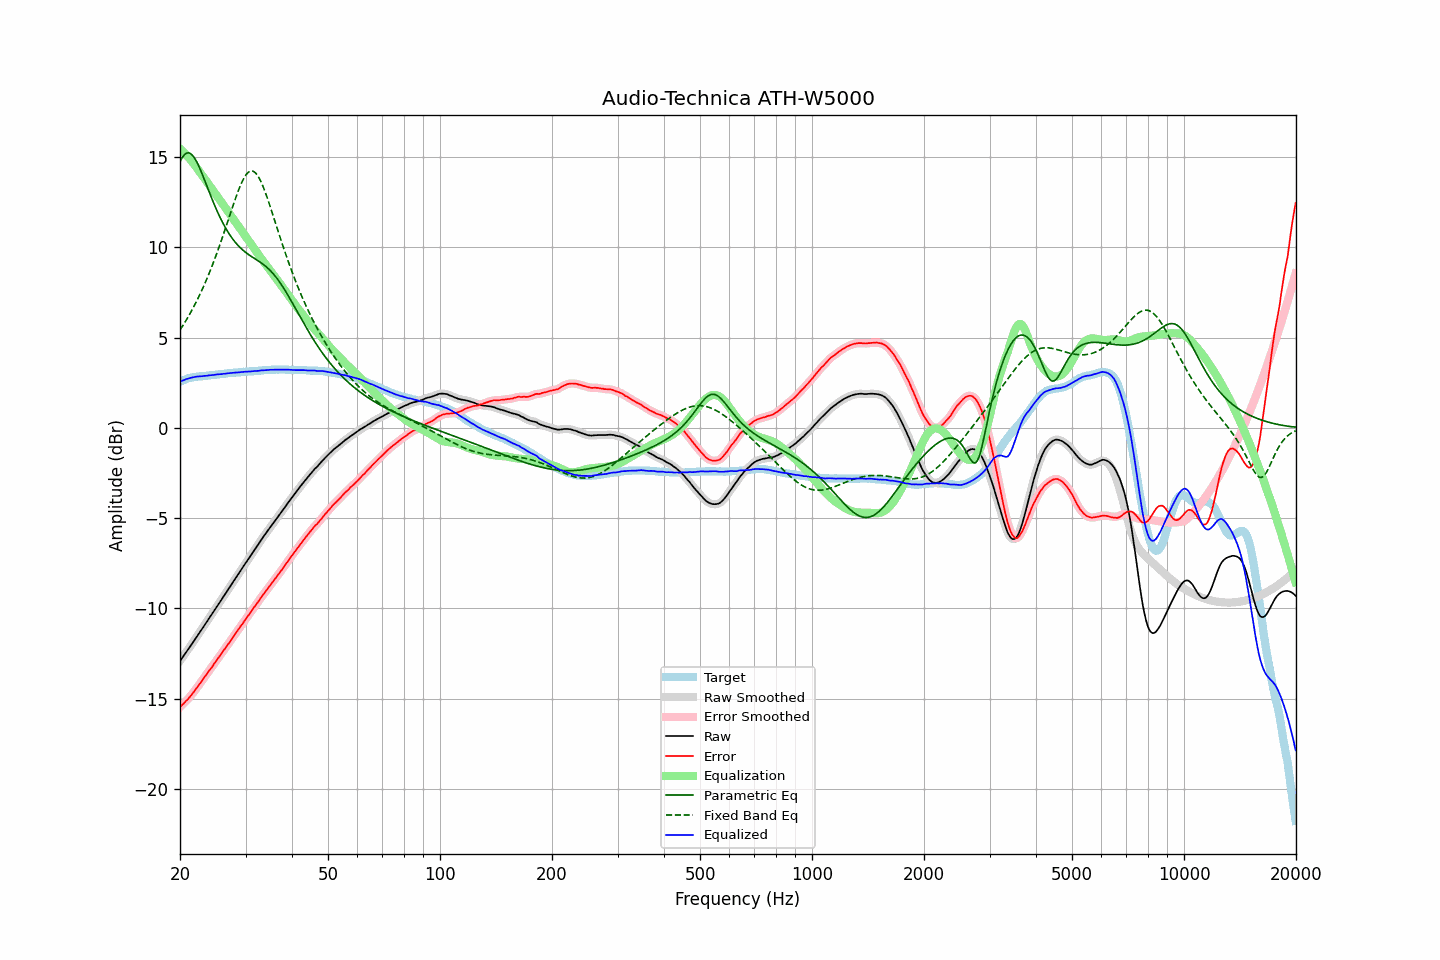 Audio-Technica ATH-W5000
Amplitude (dBr)
15
10
5
0
−5
−10
−15
−20
Target
Raw Smoothed
Error Smoothed
Raw
Error
Equalization
Parametric Eq
Fixed Band Eq
Equalized
20 50 100 200 500 1000 2000 5000 10000 20000
Frequency (Hz)